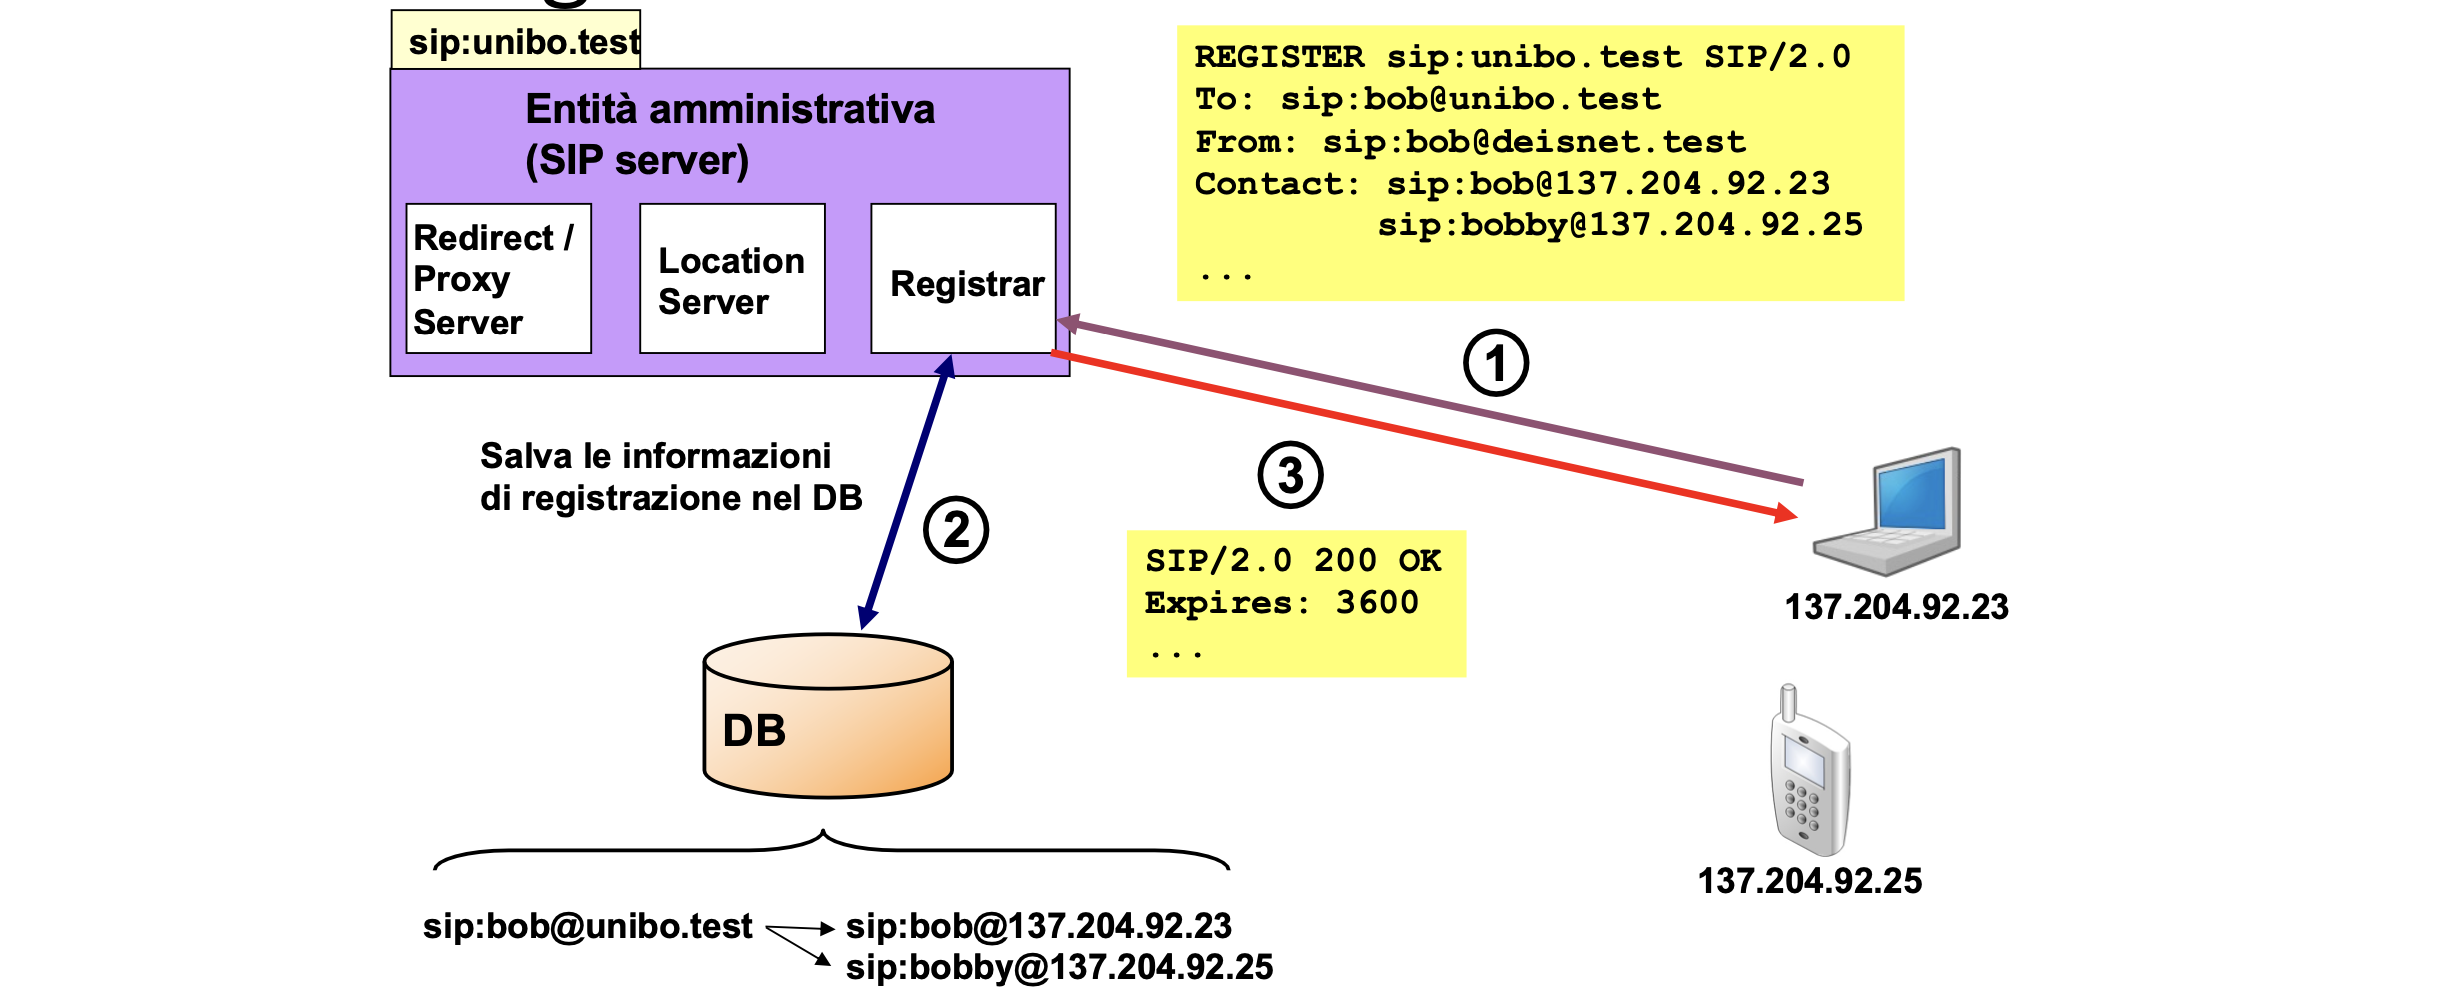 sip:unibo.test
Entità amministrativa
(SIP server)
Redirect /
Proxy
Server
Location
Server
Registrar
REGISTER sip:unibo.test SIP/2.0
To: sip:bob@unibo.test
From: sip:bob@deisnet.test
Contact: sip:bob@137.204.92.23
sip:bobby@137.204.92.25
...
1
Salva le informazioni
di registrazione nel DB
2
3
SIP/2.0 200 OK
Expires: 3600
...
137.204.92.23
DB
137.204.92.25
sip:bob@unibo.test
sip:bob@137.204.92.23
sip:bobby@137.204.92.25